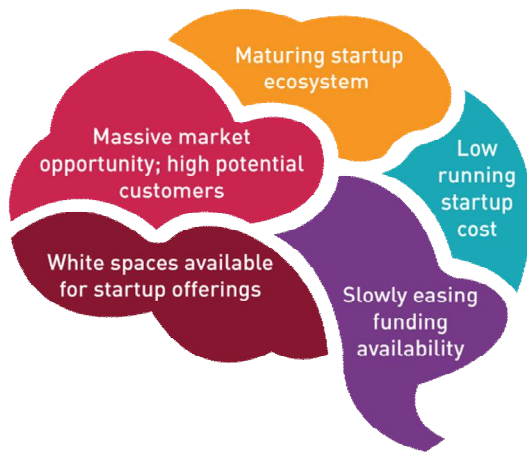 Maturing startup
ecosystem
Massive market
opportunity; high potential
customers
Low
running
startup
cost
White spaces available
for startup offerings
Slowly easing
funding
availability